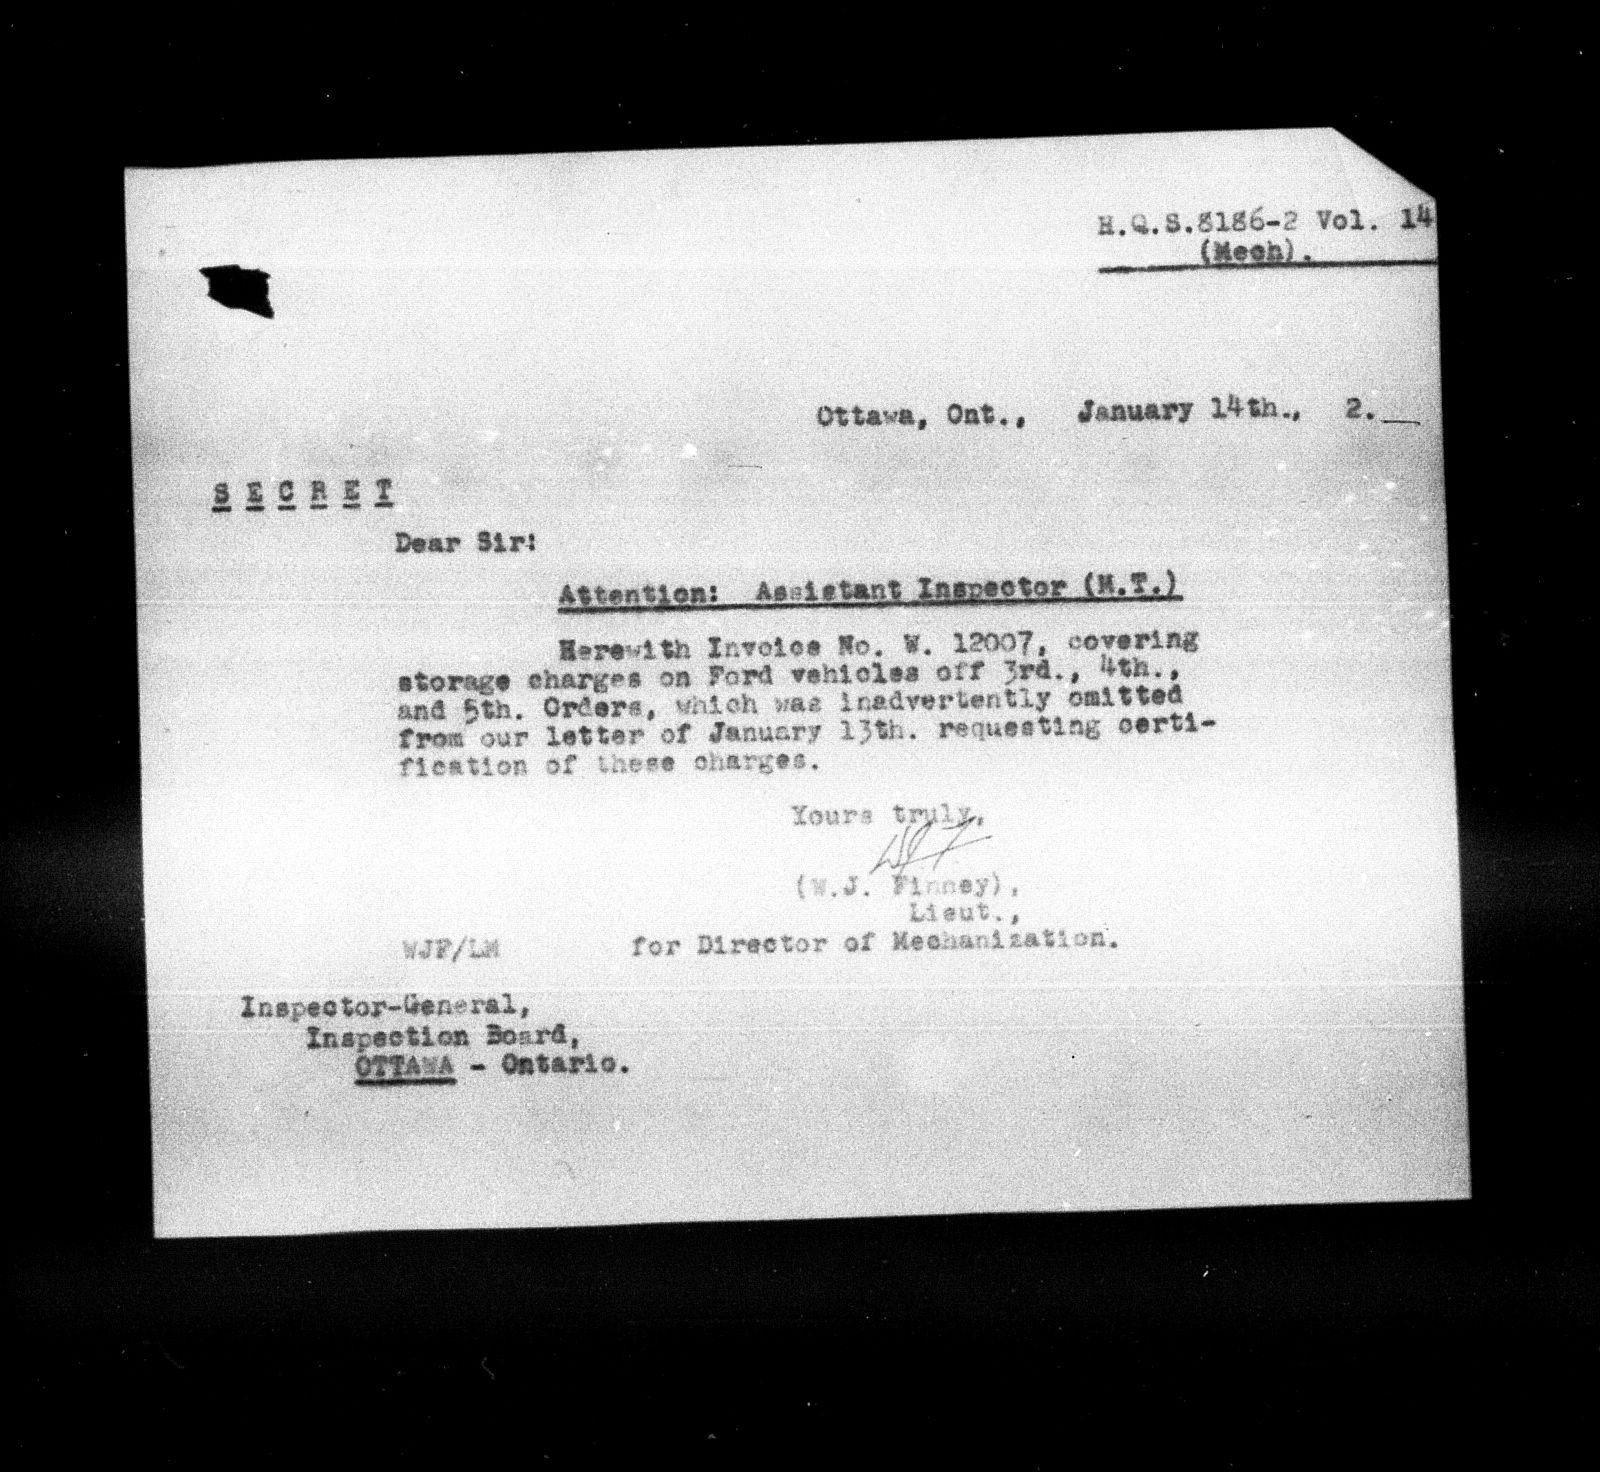 H.Q.S.8186-2 Vol. 14
(Mech).
Ottawa, Ont., January 14th., 2.
SECRET
Dear Sir:
Attention: Assistant Inspector (M.T.)
Herewith Invoice No. W. 12007, covering
storage charges on Ford vehicles off 3rd., 4th.,
and 5th. Orders, which was inadvertently omitted
from our letter of January 13th. requesting certi-
fication of these charges.
Yours truly,
WJF
(W.J. Finney),
Lieut.,
WJF/LM for Director of Mechanization.
Inspector-General,
Inspection Board,
OTTAWA - Ontario.